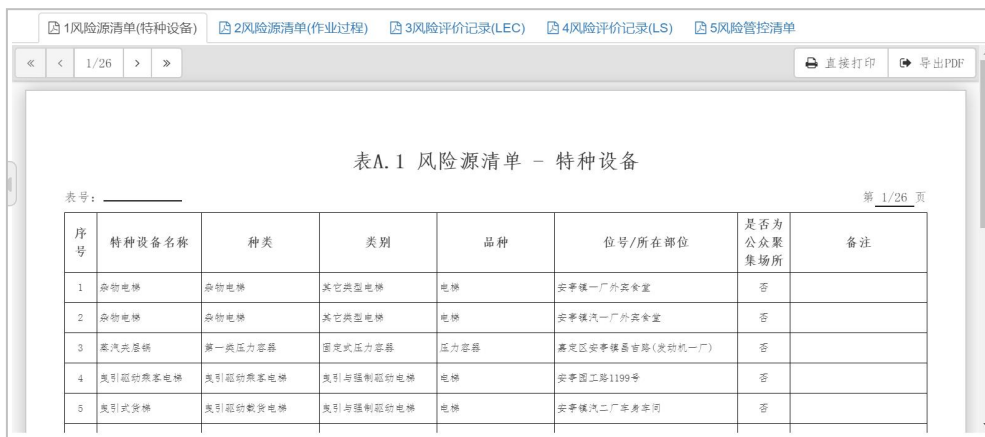 1风险源清单(特种设备) 2风险源清单(作业过程) 3风险评价记录(LEC) 4风险评价记录(LS) 5风险管控清单
« < 1/26 > » 直接打印 导出PDF
表A.1 风险源清单 - 特种设备
表号: 第 1/26 页
序号 特种设备名称 种类 类别 品种 位号/所在部位 是否为公众聚集场所 备注
1 杂物电梯 杂物电梯 其它类型电梯 电梯 安亭镇一厂外宾食堂 否
2 杂物电梯 杂物电梯 其它类型电梯 电梯 安亭镇汽一厂外宾食堂 否
3 蒸汽夹层锅 第一类压力容器 固定式压力容器 压力容器 嘉定区安亭镇昌吉路(发动机一厂) 否
4 曳引驱动乘客电梯 曳引驱动乘客电梯 曳引与强制驱动电梯 电梯 安亭园工路1199号 否
5 曳引式货梯 曳引驱动载货电梯 曳引与强制驱动电梯 电梯 安亭镇汽二厂车身车间 否